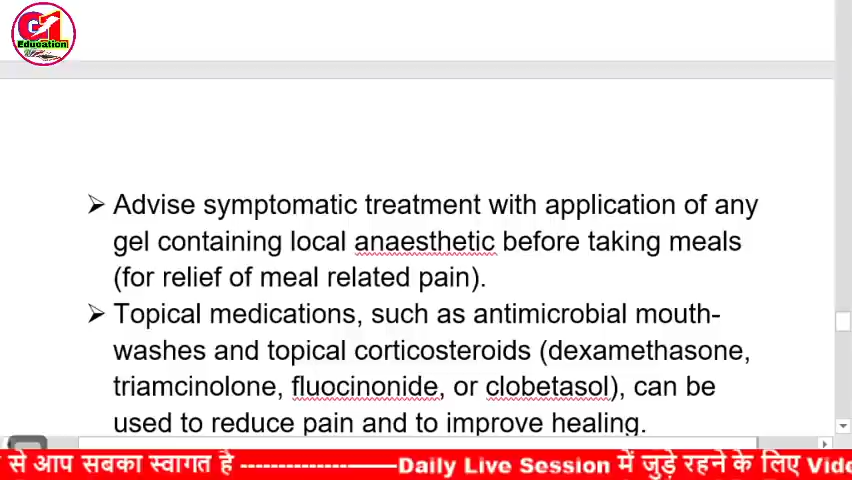 G1
Education
➢ Advise symptomatic treatment with application of any
gel containing local anaesthetic before taking meals
(for relief of meal related pain).
➢ Topical medications, such as antimicrobial mouth-
washes and topical corticosteroids (dexamethasone,
triamcinolone, fluocinonide, or clobetasol), can be
used to reduce pain and to improve healing.
से आप सबका स्वागत है ----------------——Daily Live Session में जुड़े रहने के लिए Vide